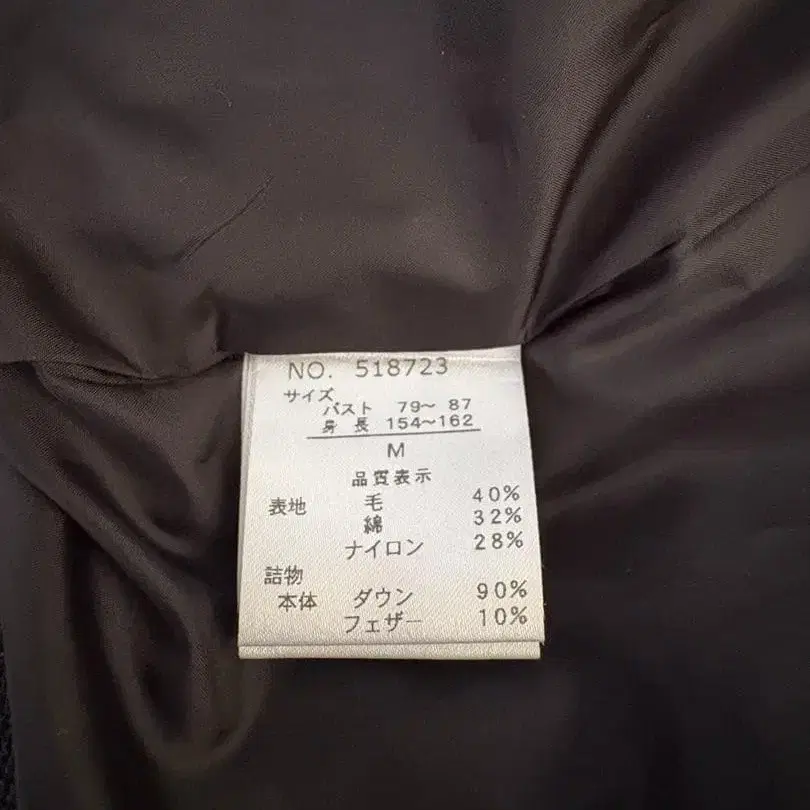 NO. 518723
サイズ
バスト 79〜 87
身 長 154〜162
M
品質表示
表地 毛 40%
綿 32%
ナイロン 28%
詰物
本体 ダウン 90%
フェザー 10%